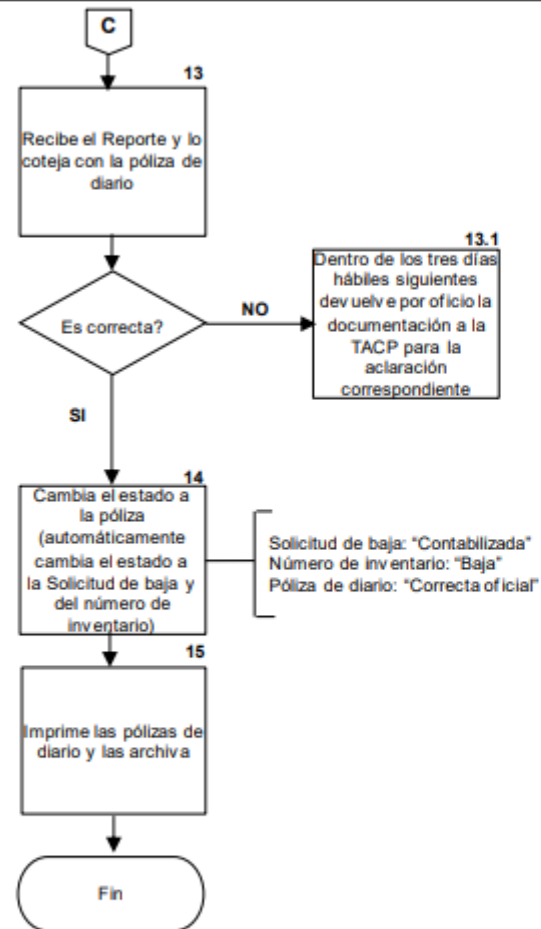 C
13
Recibe el Reporte y lo
coteja con la póliza de
diario
Es correcta?
NO
13.1
Dentro de los tres días
hábiles siguientes
devuelve por oficio la
documentación a la
TACP para la
aclaración
correspondiente
SI
14
Cambia el estado a
la póliza
(automáticamente
cambia el estado a
la Solicitud de baja y
del número de
inventario)
Solicitud de baja: “Contabilizada”
Número de inventario: “Baja”
Póliza de diario: “Correcta oficial”
15
Imprime las pólizas de
diario y las archiva
Fin